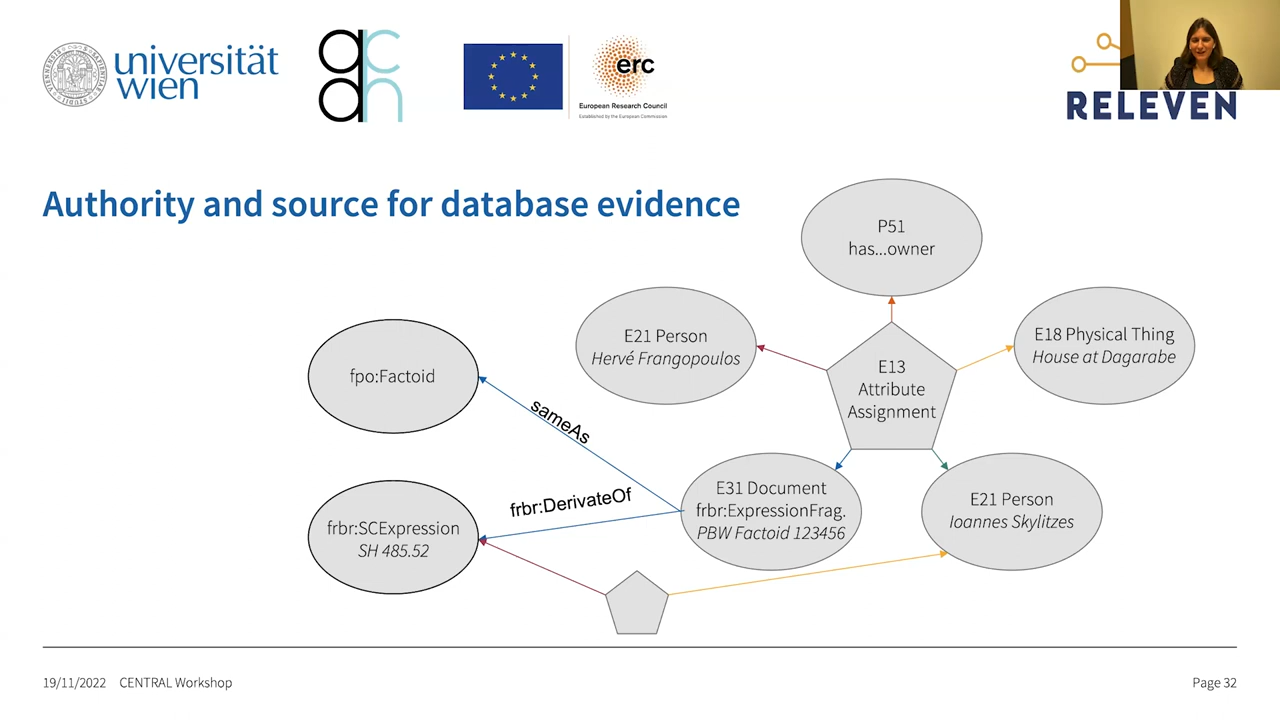 universität
wien
ac
dh
erc
European Research Council
Established by the European Commission
RELEVEN
Authority and source for database evidence
P51
has...owner
E21 Person
Hervé Frangopoulos
E18 Physical Thing
House at Dagarabe
E13
Attribute
Assignment
fpo:Factoid
sameAs
frbr:DerivateOf
E31 Document
frbr:ExpressionFrag.
PBW Factoid 123456
E21 Person
Ioannes Skylitzes
frbr:SCExpression
SH 485.52
19/11/2022 CENTRAL Workshop
Page 32